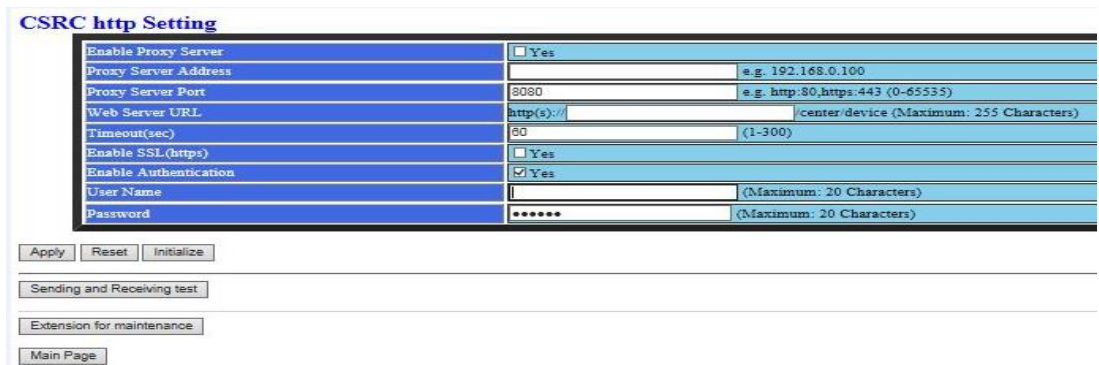 CSRC http Setting
Enable Proxy Server Yes
Proxy Server Address e.g. 192.168.0.100
Proxy Server Port 8080 e.g. http:80,https:443 (0-65535)
Web Server URL http(s):// /center/device (Maximum: 255 Characters)
Timeout(sec) 60 (1-300)
Enable SSL(https) Yes
Enable Authentication Yes
User Name (Maximum: 20 Characters)
Password •••••• (Maximum: 20 Characters)
Apply Reset Initialize
Sending and Receiving test
Extension for maintenance
Main Page